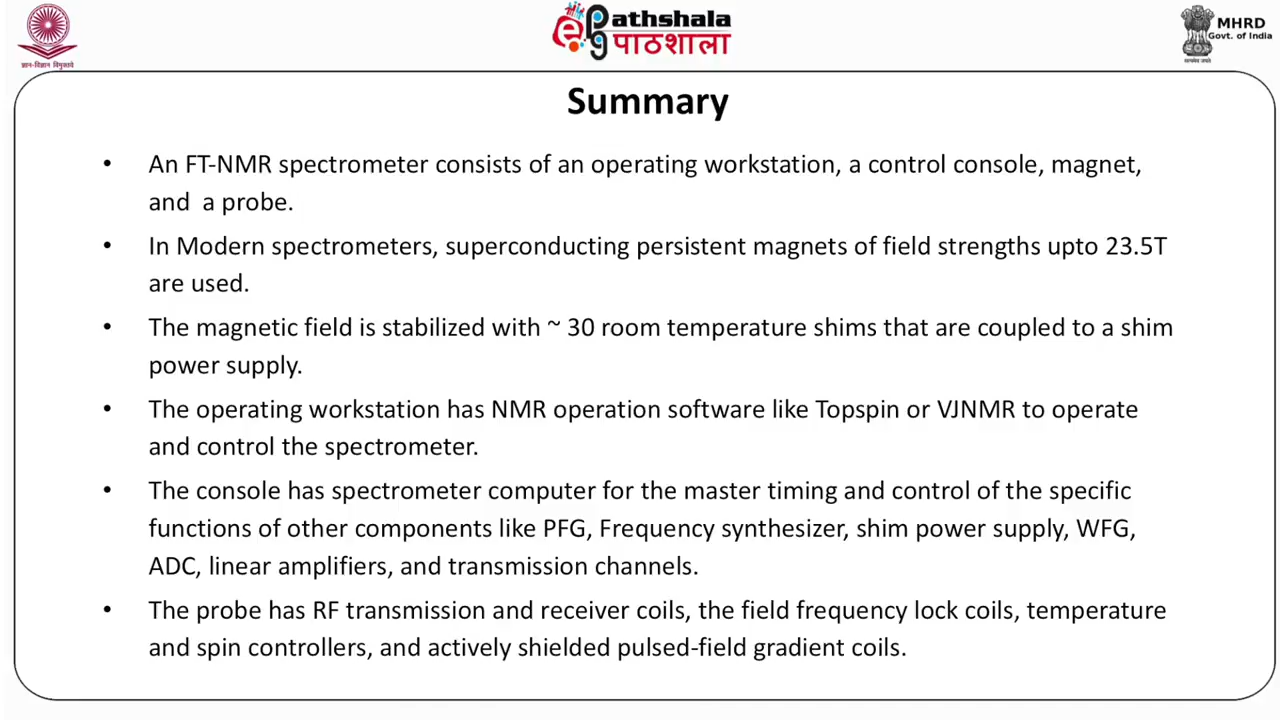 ज्ञान-विज्ञान विमुक्तये
ePG Pathshala
पाठशाला
MHRD
Govt. of India
सत्यमेव जयते
Summary
• An FT-NMR spectrometer consists of an operating workstation, a control console, magnet,
and a probe.
• In Modern spectrometers, superconducting persistent magnets of field strengths upto 23.5T
are used.
• The magnetic field is stabilized with ~ 30 room temperature shims that are coupled to a shim
power supply.
• The operating workstation has NMR operation software like Topspin or VJNMR to operate
and control the spectrometer.
• The console has spectrometer computer for the master timing and control of the specific
functions of other components like PFG, Frequency synthesizer, shim power supply, WFG,
ADC, linear amplifiers, and transmission channels.
• The probe has RF transmission and receiver coils, the field frequency lock coils, temperature
and spin controllers, and actively shielded pulsed-field gradient coils.